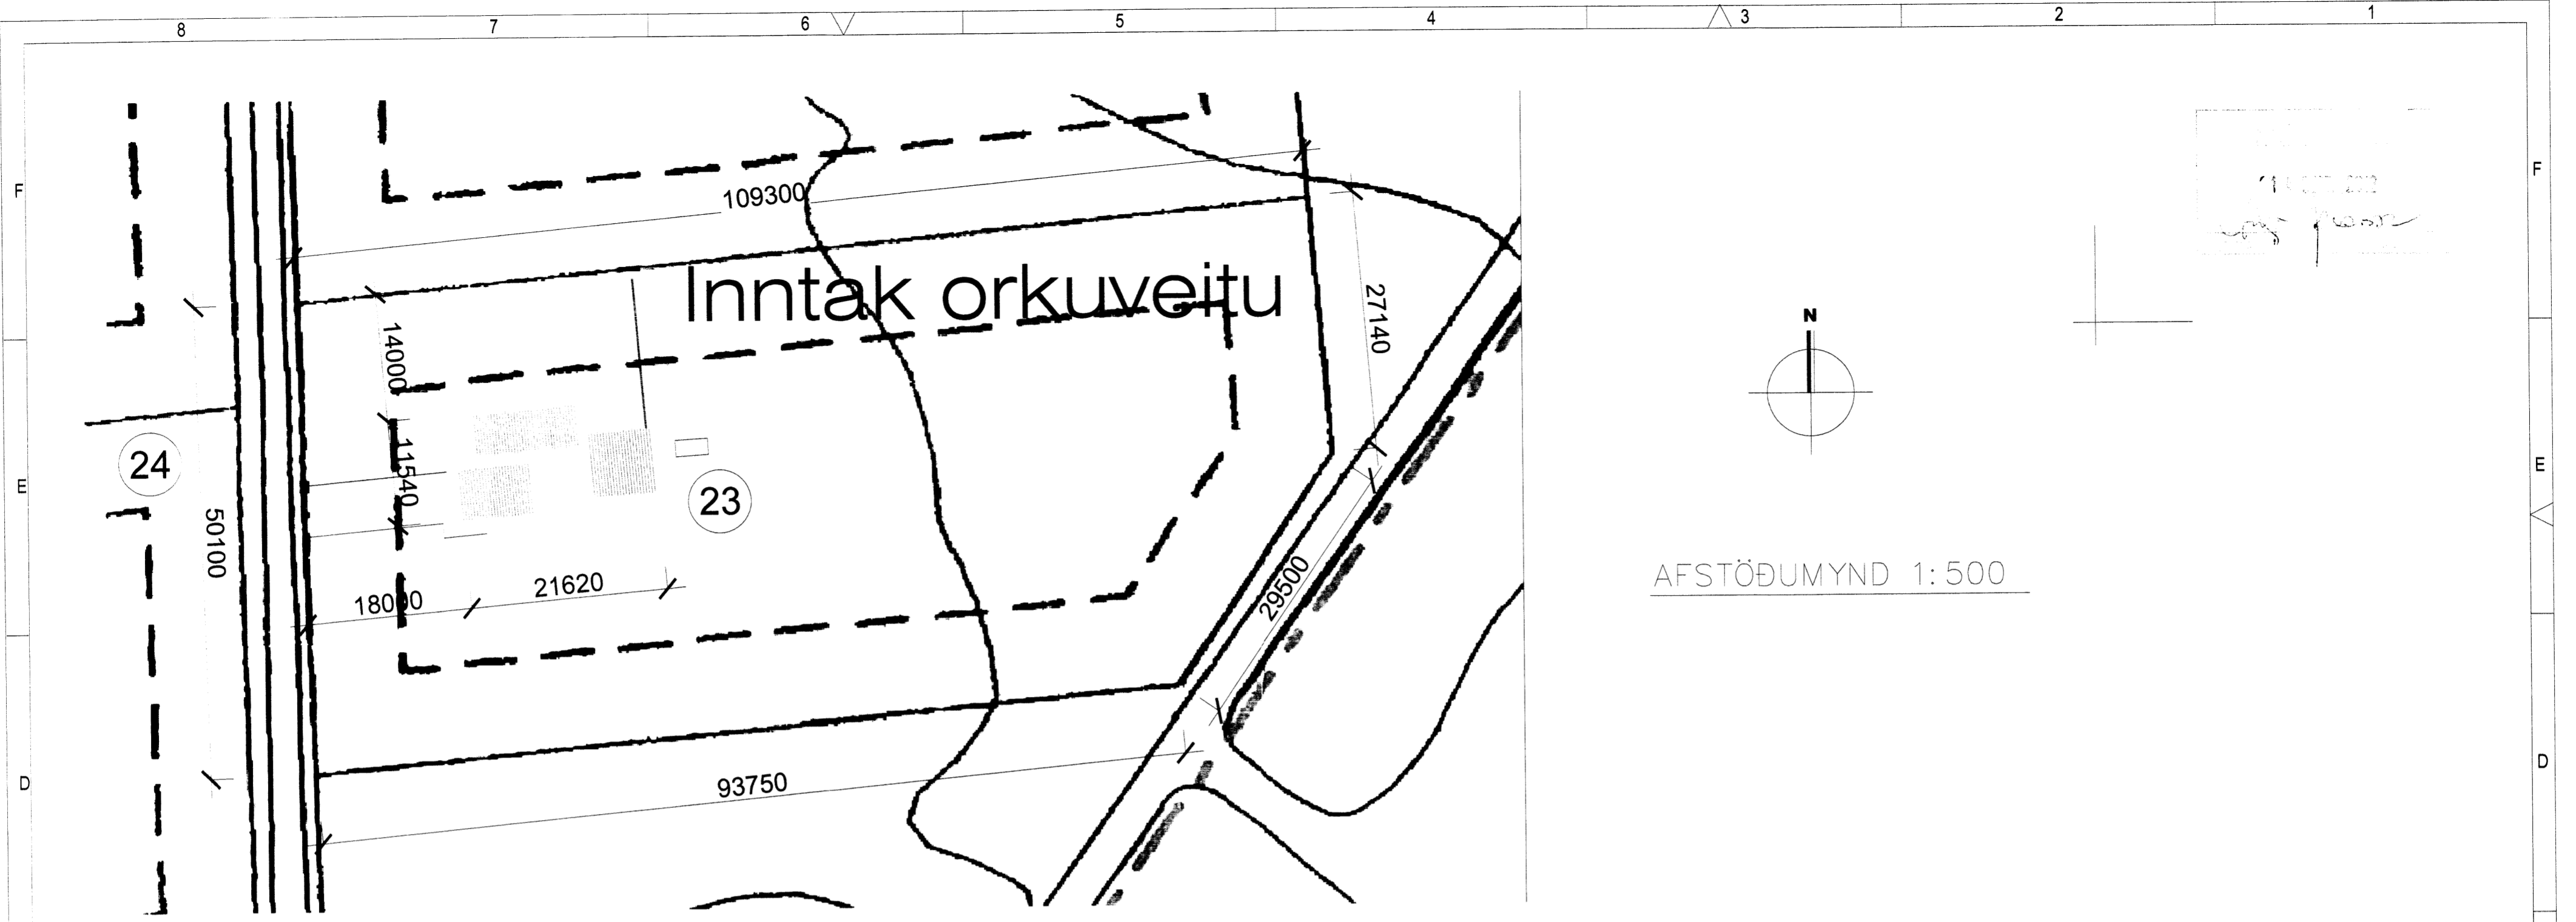 8 7 6 5 4 3 2 1
F F
109300
Inntak orkuveitu
27140
14000
N
E E
24
11540
23
50100
AFSTÖÐUMYND 1:500
29500
18000
21620
D D
93750